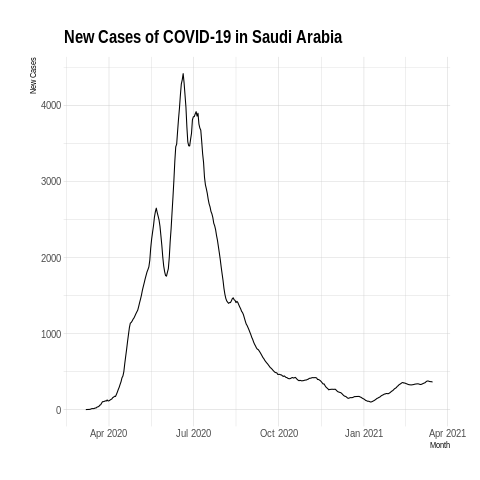 New Cases of COVID-19 in Saudi Arabia
New Cases
4000
3000
2000
1000
0
Apr 2020
Jul 2020
Oct 2020
Jan 2021
Apr 2021
Month